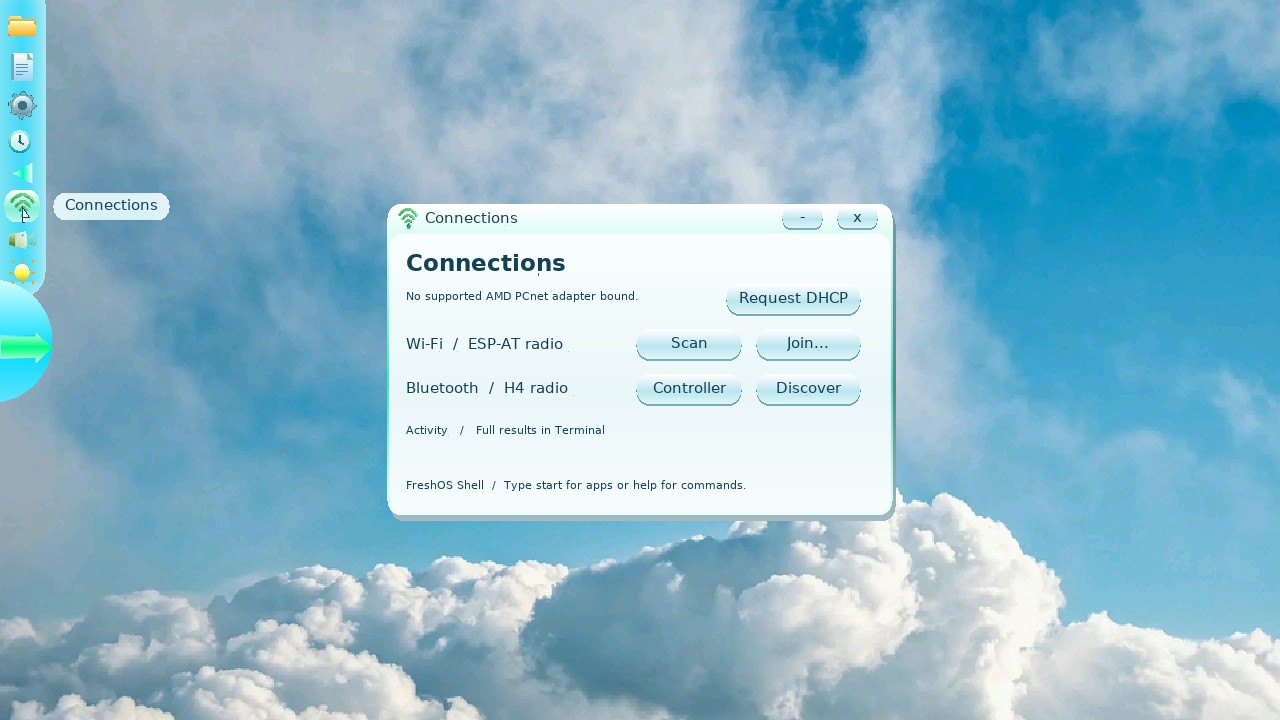 Connections
Connections
- x
Connections
No supported AMD PCnet adapter bound.
Request DHCP
Wi-Fi / ESP-AT radio
Scan
Join...
Bluetooth / H4 radio
Controller
Discover
Activity / Full results in Terminal
FreshOS Shell / Type start for apps or help for commands.